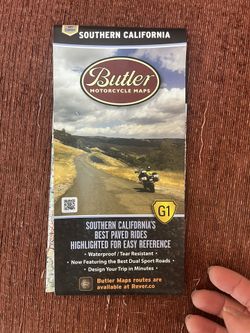 SOUTHERN CALIFORNIA
Butler
MOTORCYCLE MAPS
G1
SOUTHERN CALIFORNIA'S
BEST PAVED RIDES
HIGHLIGHTED FOR EASY REFERENCE
• Waterproof / Tear Resistant •
• Now Featuring the Best Dual Sport Roads •
• Design Your Trip in Minutes •
Butler Maps routes are
available at Rever.co